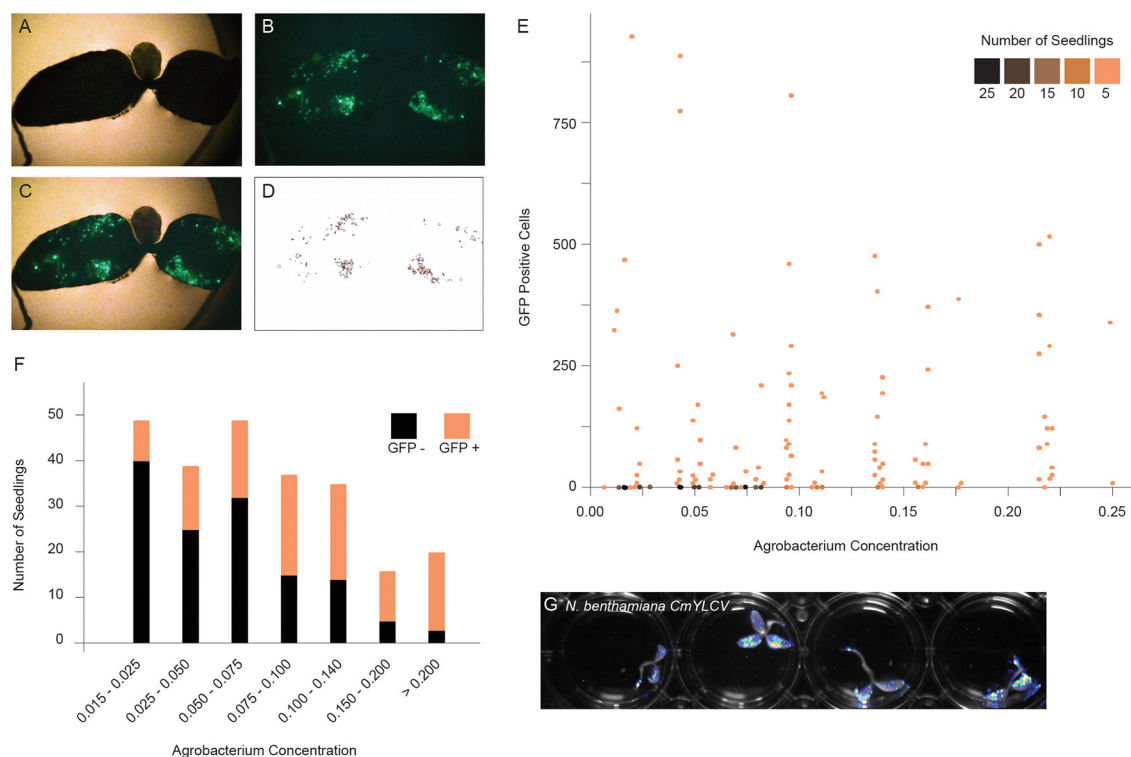 A
B
C
D
E
Number of Seedlings
25 20 15 10 5
GFP Positive Cells
750
500
250
0
0.00 0.05 0.10 0.15 0.20 0.25
Agrobacterium Concentration
F
GFP - GFP +
Number of Seedlings
50
40
30
20
10
0
0.015 - 0.025
0.025 - 0.050
0.050 - 0.075
0.075 - 0.100
0.100 - 0.140
0.150 - 0.200
> 0.200
Agrobacterium Concentration
G N. benthamiana CmYLCV